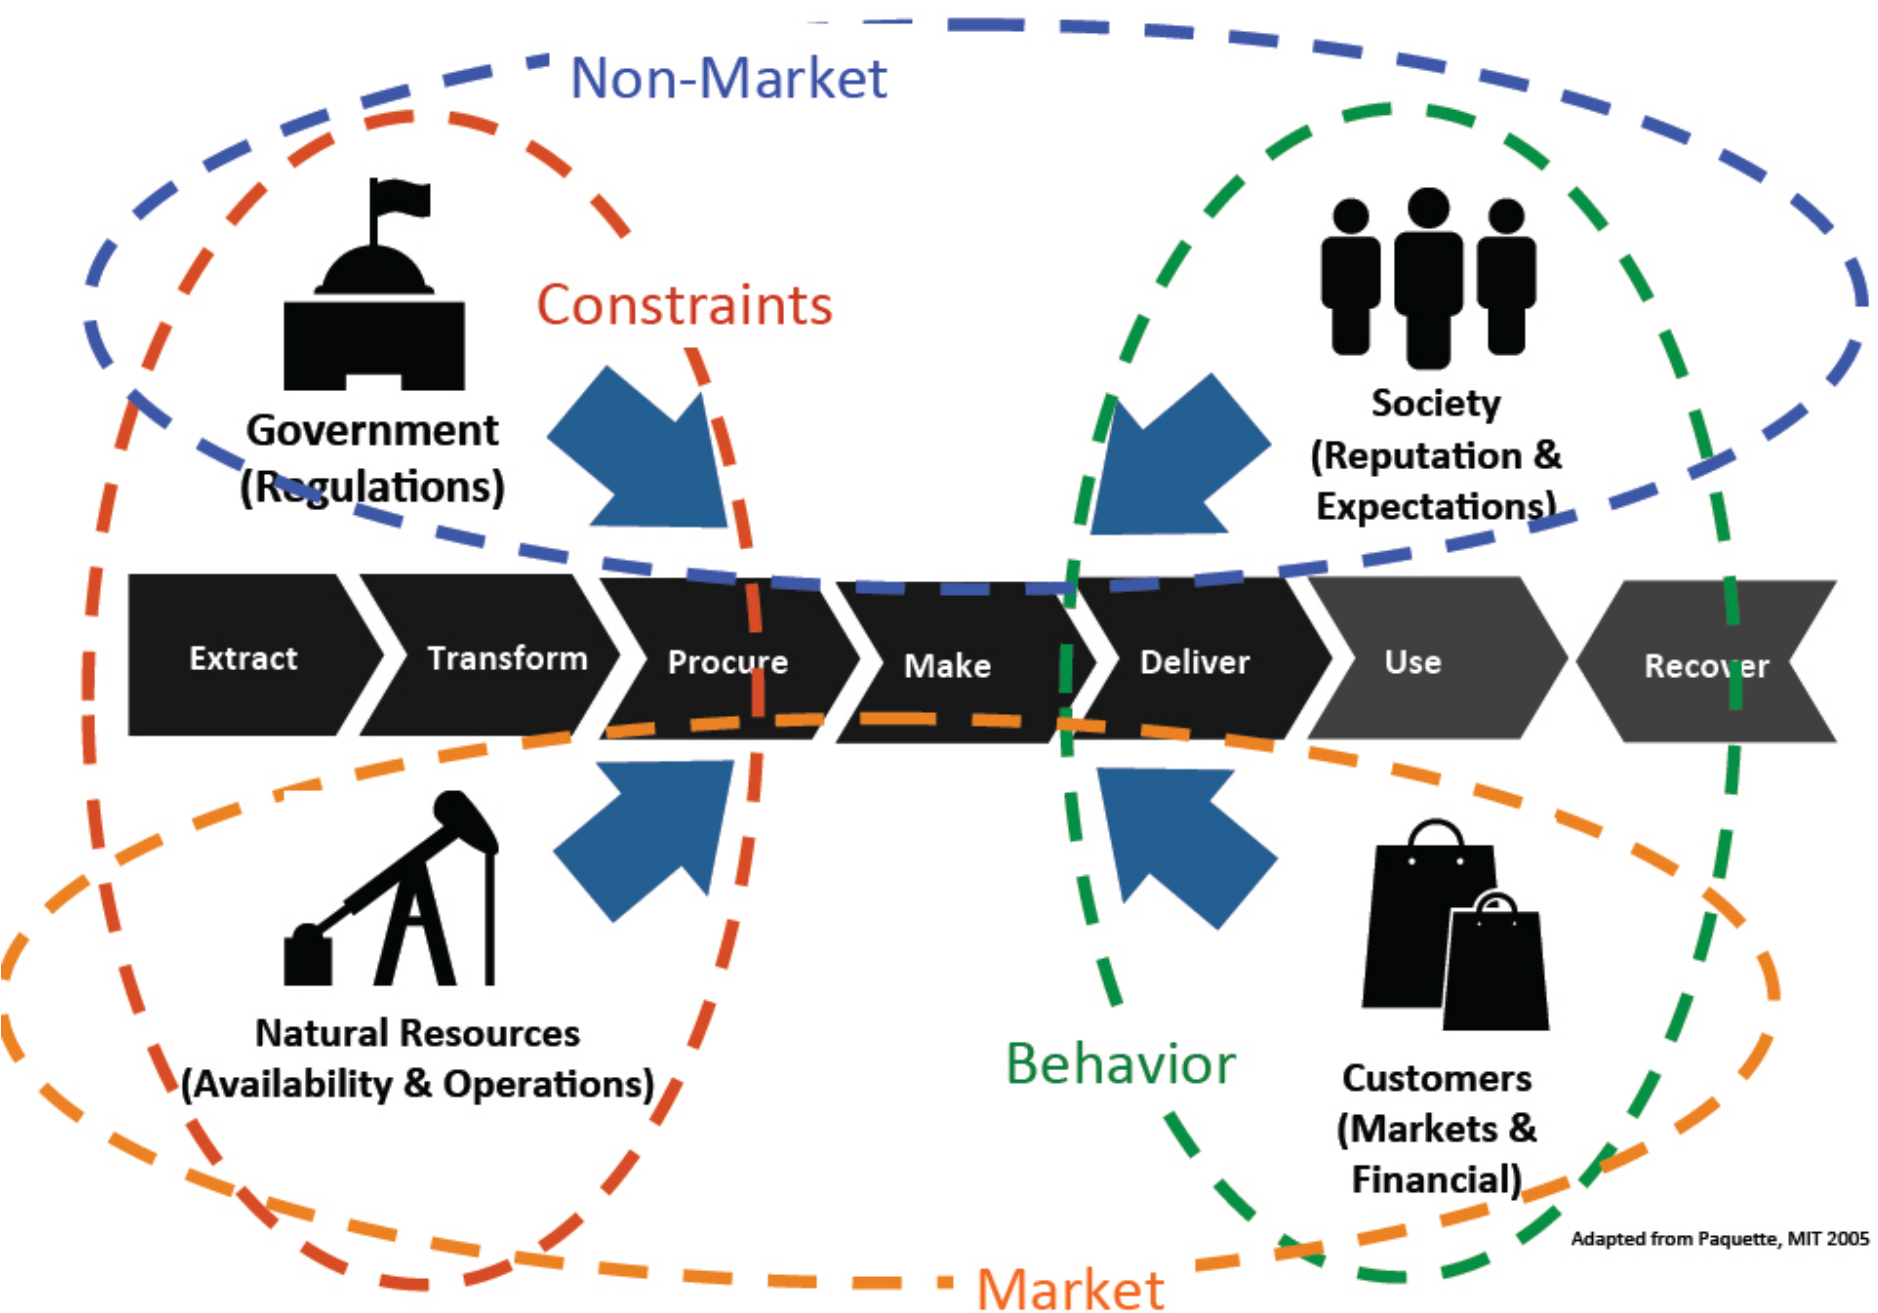 Non-Market
Constraints
Government
(Regulations)
Society
(Reputation &
Expectations)
Extract
Transform
Procure
Make
Deliver
Use
Recover
Natural Resources
(Availability & Operations)
Behavior
Customers
(Markets &
Financial)
Adapted from Paquette, MIT 2005
Market